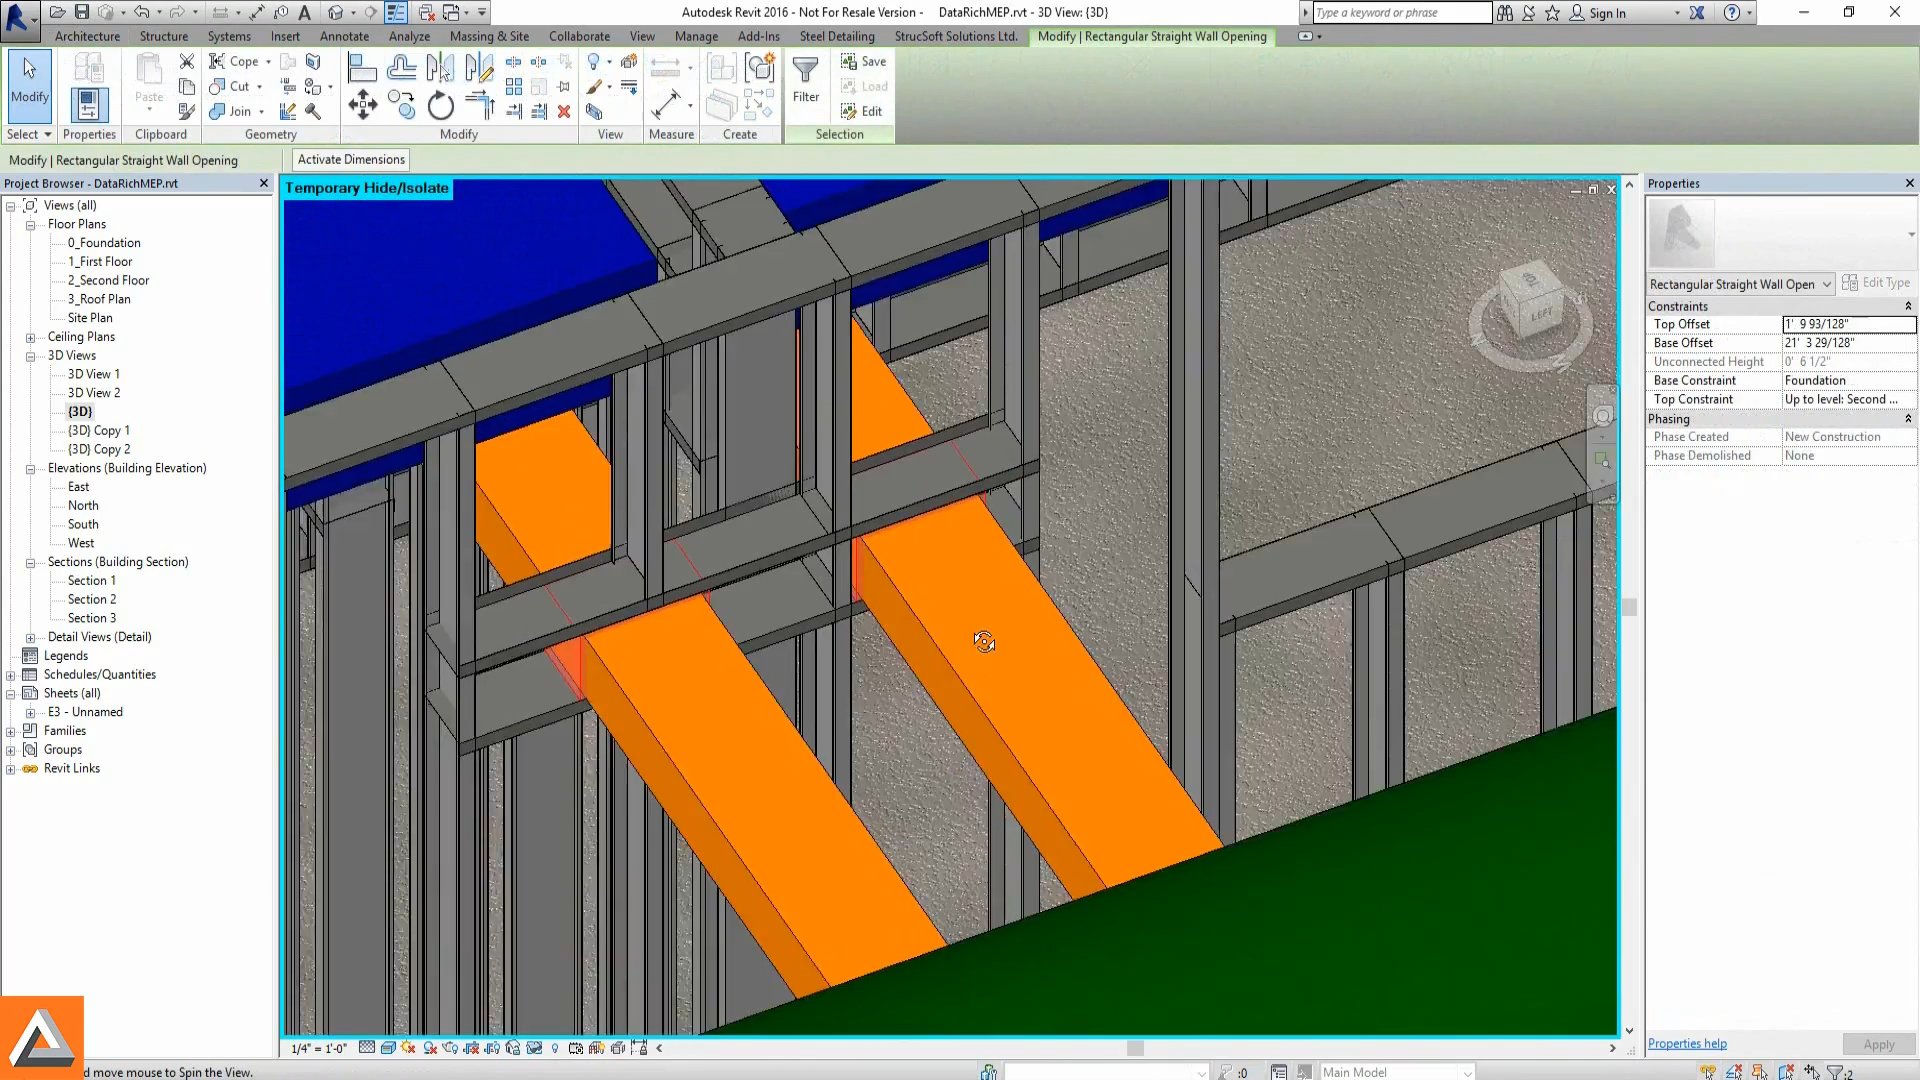 Autodesk Revit 2016 - Not For Resale Version - DataRichMEP.rvt - 3D View: {3D}
Type a keyword or phrase
Sign In
Architecture Structure Systems Insert Annotate Analyze Massing & Site Collaborate View Manage Add-Ins Steel Detailing StrucSoft Solutions Ltd. Modify | Rectangular Straight Wall Opening
Modify
Paste
Cope
Cut
Join
Filter
Save
Load
Edit
Select Properties Clipboard Geometry Modify View Measure Create Selection
Modify | Rectangular Straight Wall Opening
Activate Dimensions
Project Browser - DataRichMEP.rvt
Views (all)
Floor Plans
0_Foundation
1_First Floor
2_Second Floor
3_Roof Plan
Site Plan
Ceiling Plans
3D Views
3D View 1
3D View 2
{3D}
{3D} Copy 1
{3D} Copy 2
Elevations (Building Elevation)
East
North
South
West
Sections (Building Section)
Section 1
Section 2
Section 3
Detail Views (Detail)
Legends
Schedules/Quantities
Sheets (all)
E3 - Unnamed
Families
Groups
Revit Links
Temporary Hide/Isolate
LEFT
Properties
Rectangular Straight Wall Open
Edit Type
Constraints
Top Offset 1' 9 93/128"
Base Offset 21' 3 29/128"
Unconnected Height 0' 6 1/2"
Base Constraint Foundation
Top Constraint Up to level: Second ...
Phasing
Phase Created New Construction
Phase Demolished None
Properties help
Apply
1/4" = 1'-0"
d move mouse to Spin the View.
:0
Main Model
:2